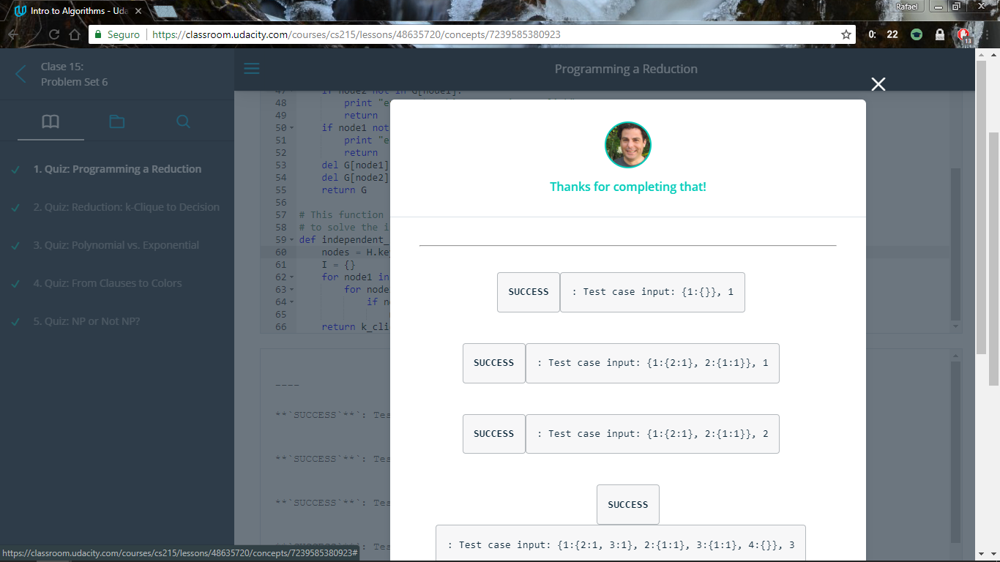 Intro to Algorithms - Uda
Rafael
Seguro
https://classroom.udacity.com/courses/cs215/lessons/48635720/concepts/7239585380923
0: 22
13
Clase 15:
Problem Set 6
Programming a Reduction
1. Quiz: Programming a Reduction
2. Quiz: Reduction: k-Clique to Decision
3. Quiz: Polynomial vs. Exponential
4. Quiz: From Clauses to Colors
5. Quiz: NP or Not NP?
47 if node2 not in G[node1]:
48 print "e
49 return
50 if node1 not
51 print "e
52 return
53 del G[node1]
54 del G[node2]
55 return G
56
57 # This function
58 # to solve the i
59 def independent_
60 nodes = H.key
61 I = {}
62 for node1 in
63 for node
64 if no
65
66 return k_cli
----
**`SUCCESS`**: Tes
**`SUCCESS`**: Tes
**`SUCCESS`**: Tes
**`SUCCESS`**: Tes
Thanks for completing that!
SUCCESS : Test case input: {1:{}}, 1
SUCCESS : Test case input: {1:{2:1}, 2:{1:1}}, 1
SUCCESS : Test case input: {1:{2:1}, 2:{1:1}}, 2
SUCCESS
: Test case input: {1:{2:1, 3:1}, 2:{1:1}, 3:{1:1}, 4:{}}, 3
https://classroom.udacity.com/courses/cs215/lessons/48635720/concepts/7239585380923#